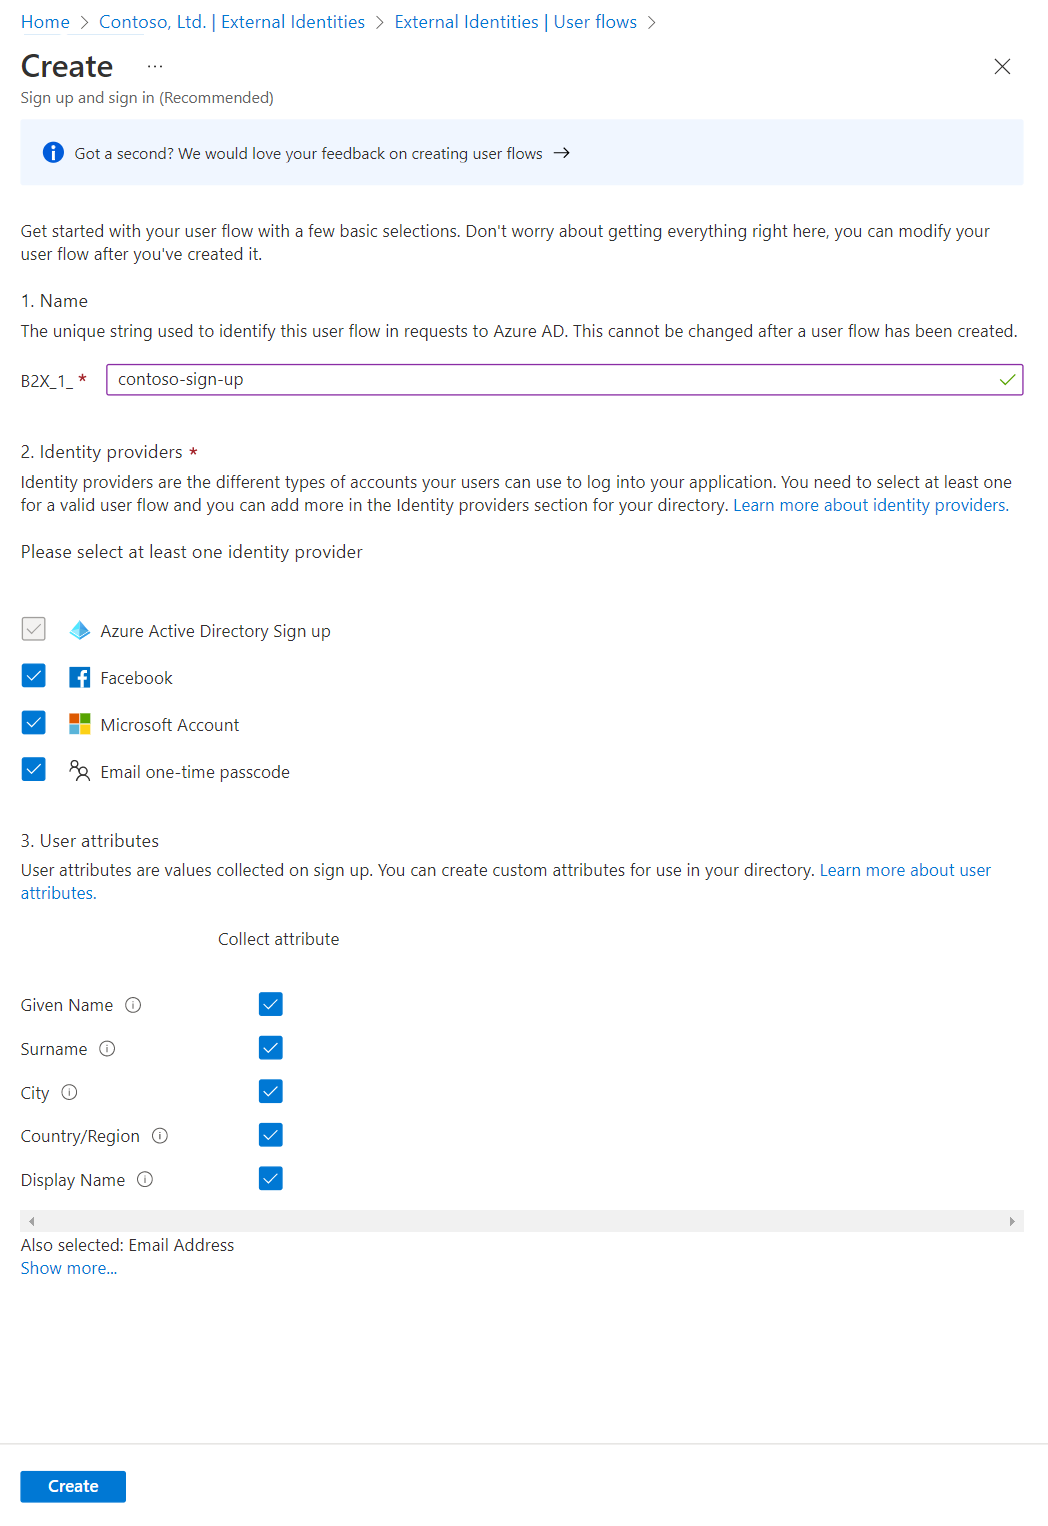 Home > Contoso, Ltd. | External Identities > External Identities | User flows >
Create ...
Sign up and sign in (Recommended)
Got a second? We would love your feedback on creating user flows →
Get started with your user flow with a few basic selections. Don't worry about getting everything right here, you can modify your
user flow after you've created it.
1. Name
The unique string used to identify this user flow in requests to Azure AD. This cannot be changed after a user flow has been created.
B2X_1_ * contoso-sign-up
2. Identity providers *
Identity providers are the different types of accounts your users can use to log into your application. You need to select at least one
for a valid user flow and you can add more in the Identity providers section for your directory. Learn more about identity providers.
Please select at least one identity provider
Azure Active Directory Sign up
Facebook
Microsoft Account
Email one-time passcode
3. User attributes
User attributes are values collected on sign up. You can create custom attributes for use in your directory. Learn more about user
attributes.
Collect attribute
Given Name
Surname
City
Country/Region
Display Name
Also selected: Email Address
Show more...
Create